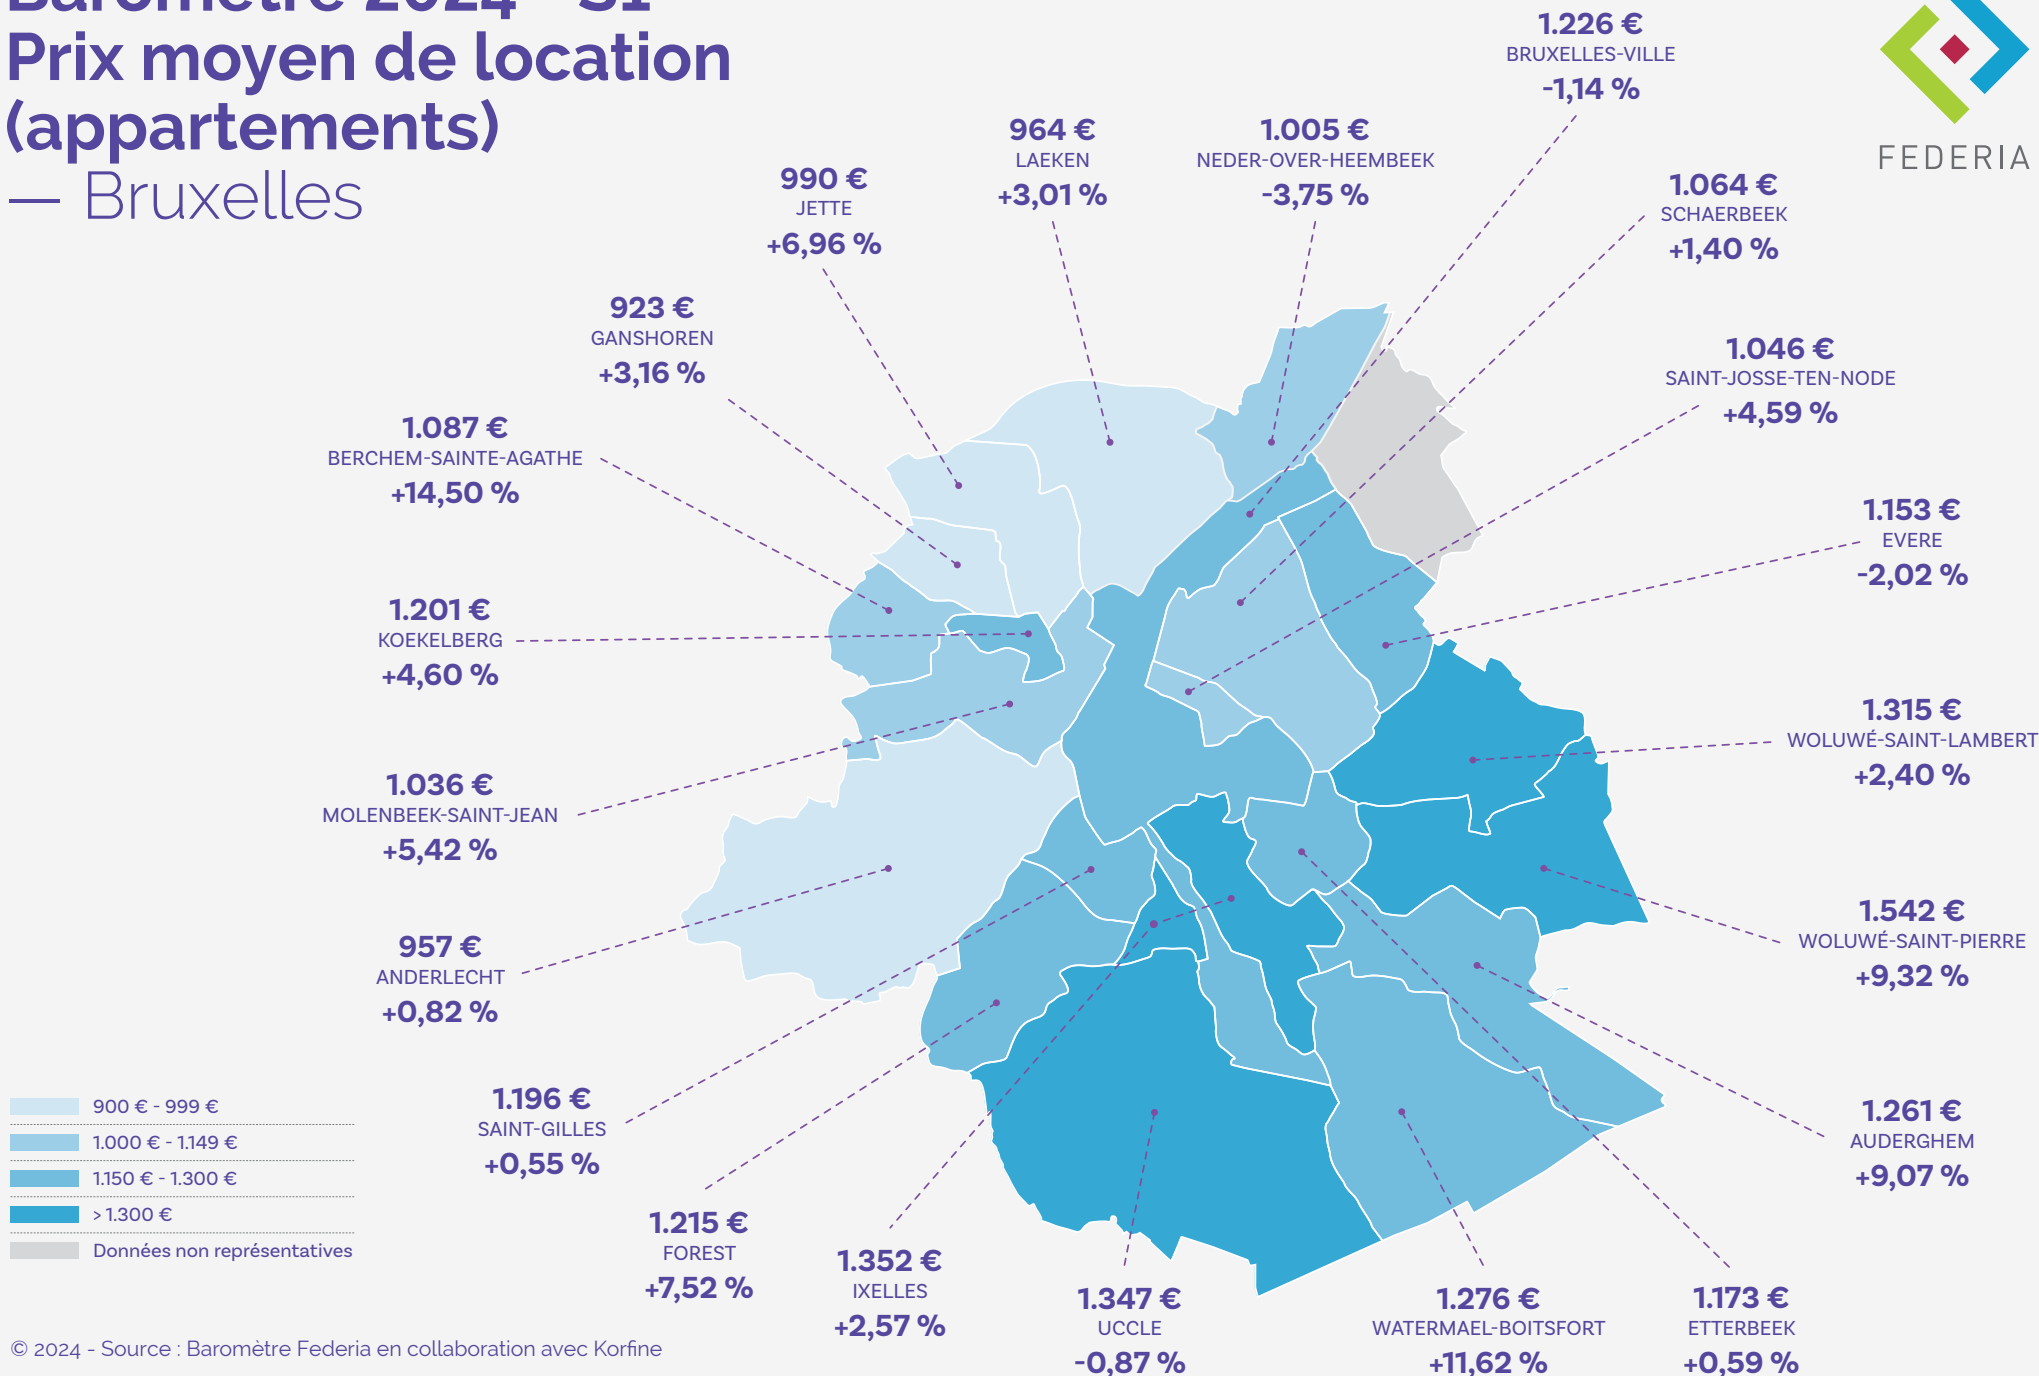 Baromètre 2024 - S1
Prix moyen de location
(appartements)
— Bruxelles
FEDERIA
1.226 €
BRUXELLES-VILLE
-1,14 %
964 €
LAEKEN
+3,01 %
1.005 €
NEDER-OVER-HEEMBEEK
-3,75 %
990 €
JETTE
+6,96 %
1.064 €
SCHAERBEEK
+1,40 %
923 €
GANSHOREN
+3,16 %
1.046 €
SAINT-JOSSE-TEN-NODE
+4,59 %
1.087 €
BERCHEM-SAINTE-AGATHE
+14,50 %
1.153 €
EVERE
-2,02 %
1.201 €
KOEKELBERG
+4,60 %
1.315 €
WOLUWÉ-SAINT-LAMBERT
+2,40 %
1.036 €
MOLENBEEK-SAINT-JEAN
+5,42 %
1.542 €
WOLUWÉ-SAINT-PIERRE
+9,32 %
957 €
ANDERLECHT
+0,82 %
1.196 €
SAINT-GILLES
+0,55 %
1.261 €
AUDERGHEM
+9,07 %
1.215 €
FOREST
+7,52 %
1.352 €
IXELLES
+2,57 %
1.347 €
UCCLE
-0,87 %
1.276 €
WATERMAEL-BOITSFORT
+11,62 %
1.173 €
ETTERBEEK
+0,59 %
900 € - 999 €
1.000 € - 1.149 €
1.150 € - 1.300 €
> 1.300 €
Données non représentatives
© 2024 - Source : Baromètre Federia en collaboration avec Korfine